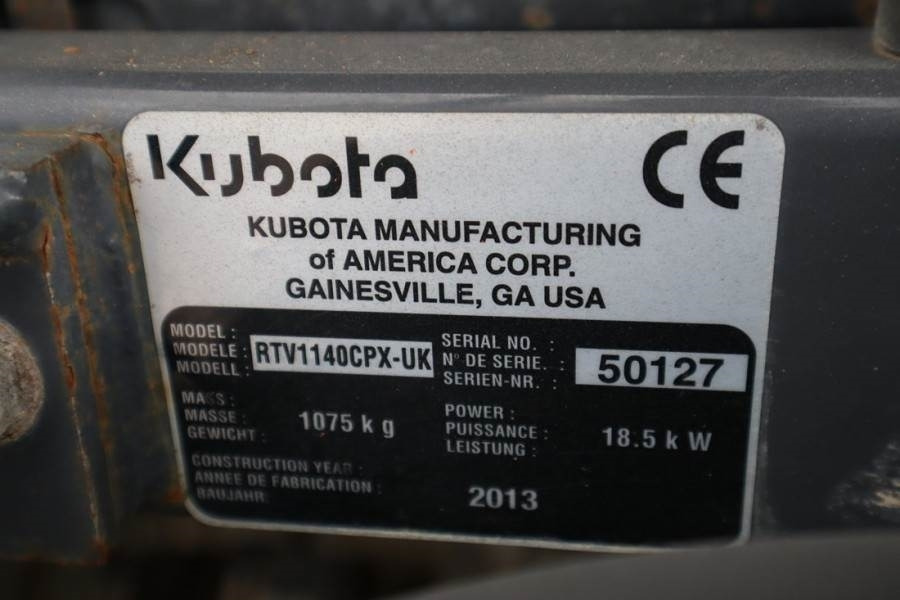 Kubota CE
KUBOTA MANUFACTURING
of AMERICA CORP.
GAINESVILLE, GA USA
MODEL :
MODELE :
MODELL :
RTV1140CPX-UK
SERIAL NO. :
N° DE SERIE. :
SERIEN-NR. :
50127
MASS :
MASSE :
GEWICHT :
1075 kg
POWER :
PUISSANCE :
LEISTUNG :
18.5 kW
CONSTRUCTION YEAR :
ANNEE DE FABRICATION :
BAUJAHR
2013